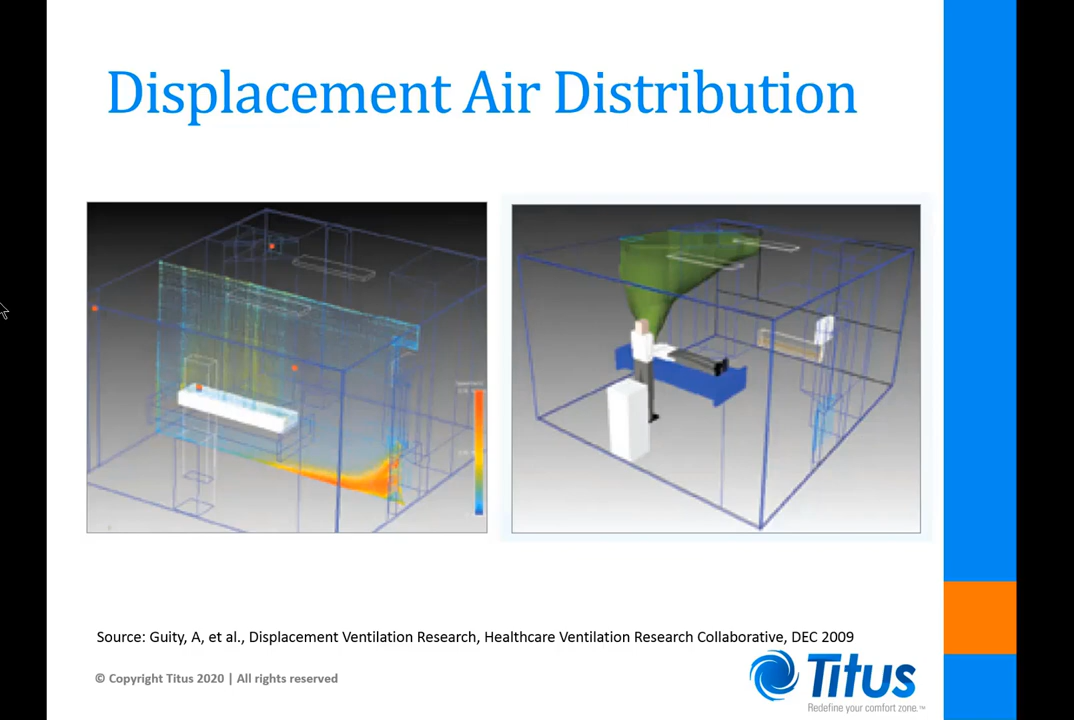 Displacement Air Distribution
Source: Guity, A, et al., Displacement Ventilation Research, Healthcare Ventilation Research Collaborative, DEC 2009
© Copyright Titus 2020 | All rights reserved
Titus
Redefine your comfort zone.™